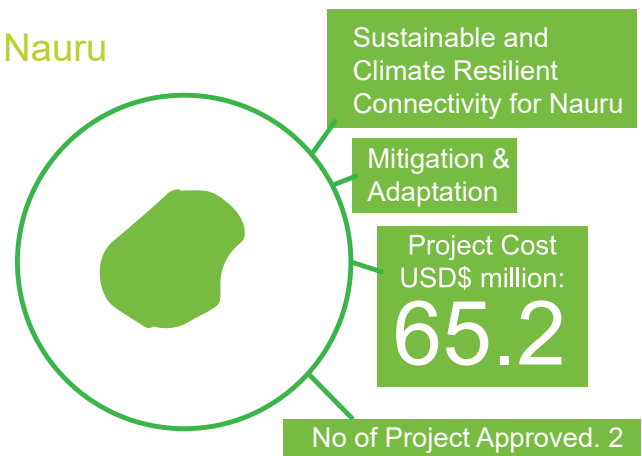 Nauru
Sustainable and
Climate Resilient
Connectivity for Nauru
Mitigation &
Adaptation
Project Cost
USD$ million:
65.2
No of Project Approved. 2